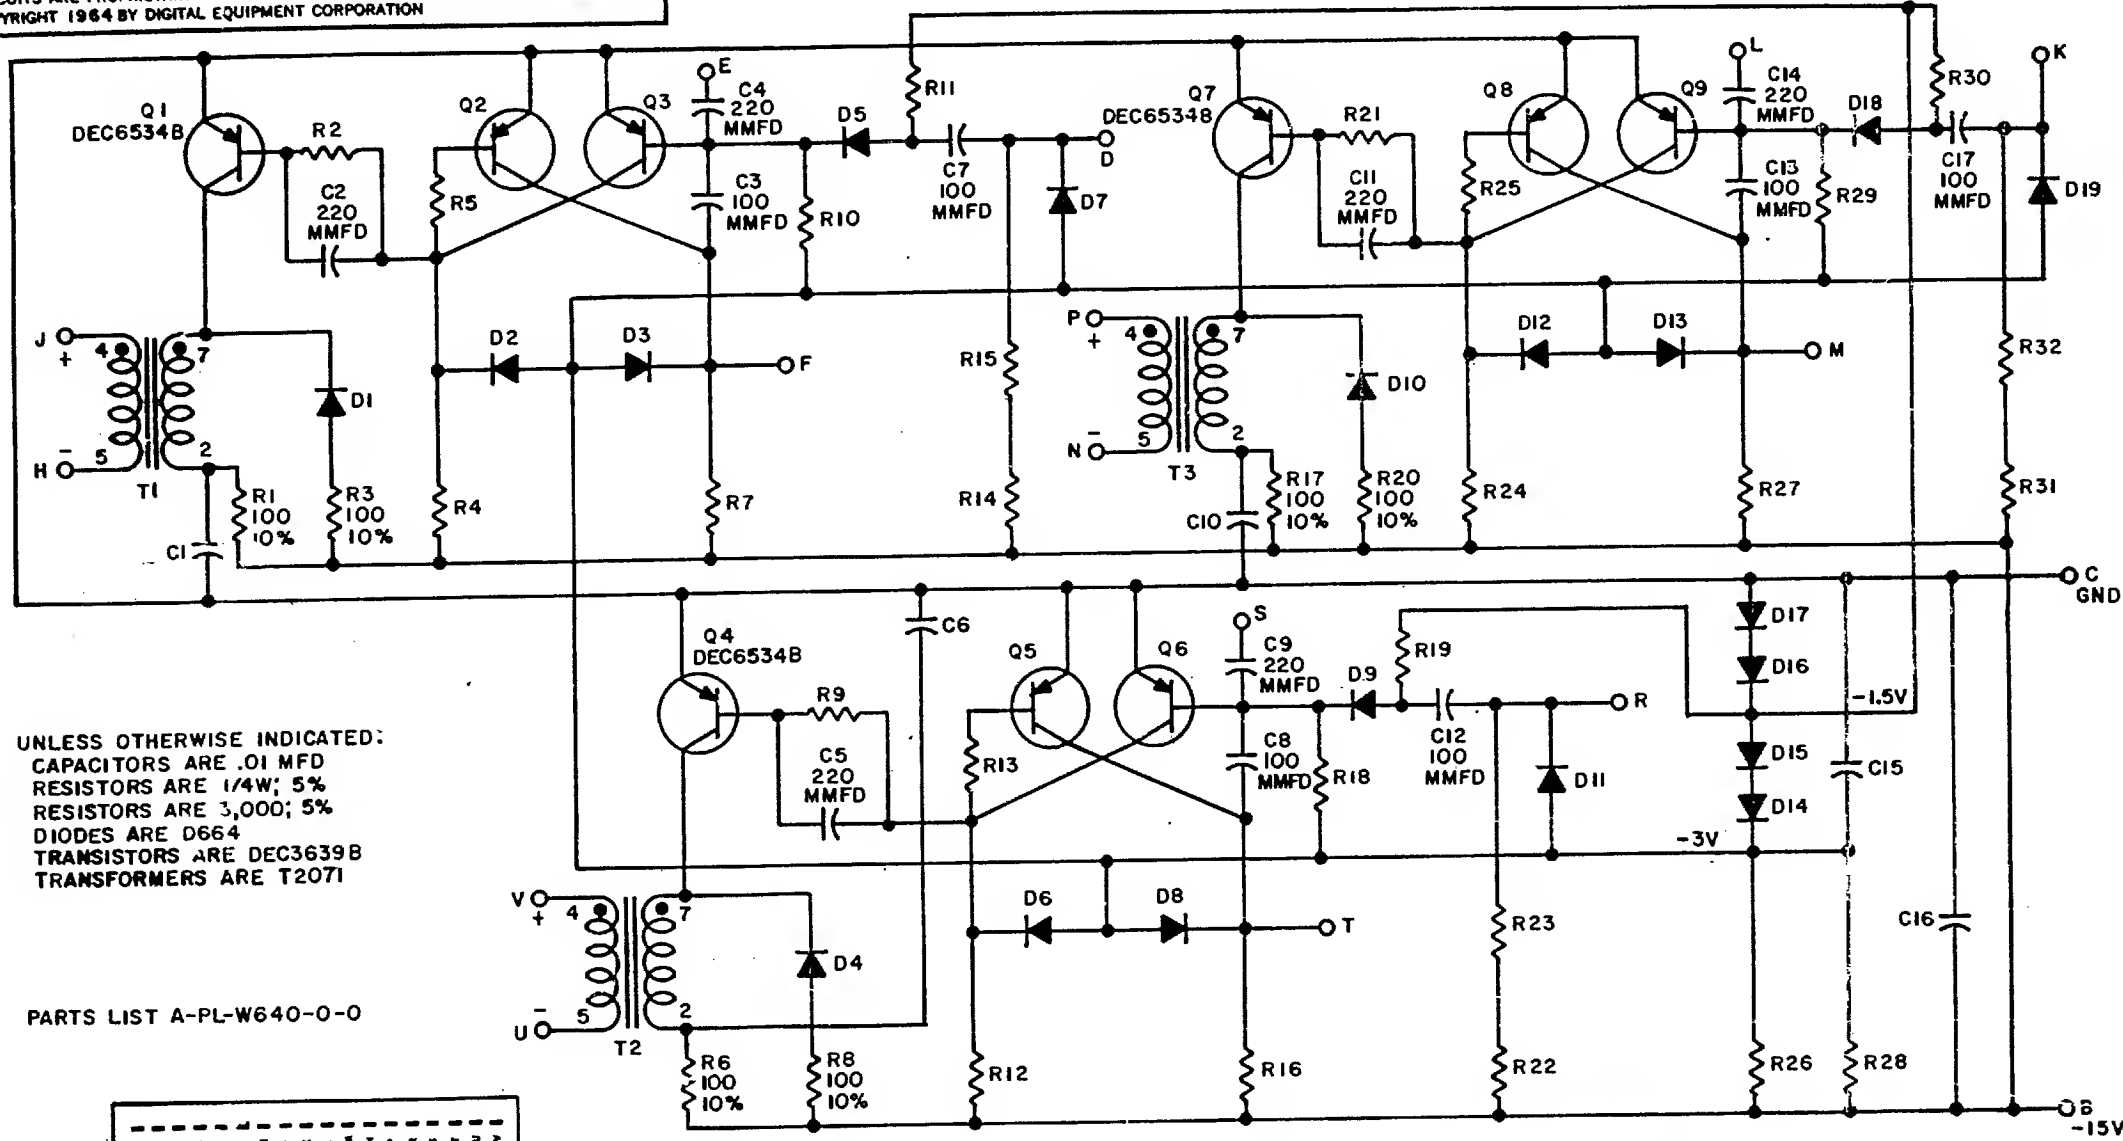 PYRIGHT 1964 BY DIGITAL EQUIPMENT CORPORATION
Q1
DEC6534B
R2
C2
220
MMFD
Q2
R5
Q3
E
C4
220
MMFD
C3
100
MMFD
R10
D5
R11
C7
100
MMFD
D
D7
Q7
DEC6534B
R21
C11
220
MMFD
Q8
R25
Q9
L
C14
220
MMFD
C13
100
MMFD
R29
D18
R30
C17
100
MMFD
K
D19
J
+
4
7
H
-
5
2
T1
D1
C1
R1
100
10%
R3
100
10%
D2
D3
F
R4
R7
R15
R14
P
+
4
7
N
-
5
2
T3
D10
C10
R17
100
10%
R20
100
10%
D12
D13
M
R24
R27
R32
R31
C
GND
Q4
DEC6534B
R9
C5
220
MMFD
C6
Q5
R13
Q6
S
C9
220
MMFD
C8
100
MMFD
R18
D9
R19
C12
100
MMFD
R
D11
D17
D16
-1.5V
D15
D14
C15
-3V
UNLESS OTHERWISE INDICATED:
CAPACITORS ARE .01 MFD
RESISTORS ARE 1/4W; 5%
RESISTORS ARE 3,000; 5%
DIODES ARE D664
TRANSISTORS ARE DEC3639B
TRANSFORMERS ARE T2071
V
+
4
7
U
-
5
2
T2
D4
R6
100
10%
R8
100
10%
D6
D8
T
R12
R16
R23
R22
C16
R26
R28
B
-15V
PARTS LIST A-PL-W640-0-0